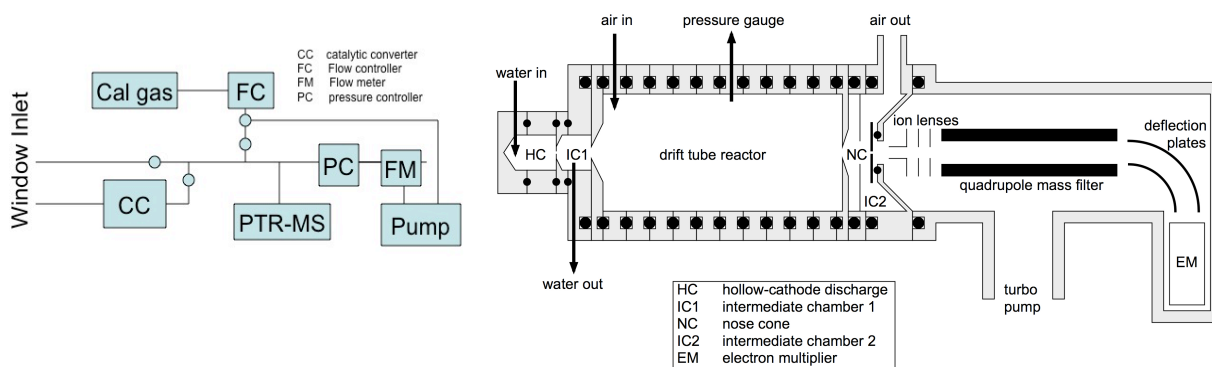 CC catalytic converter
FC Flow controller
FM Flow meter
PC pressure controller
Cal gas
FC
Window Inlet
PC
FM
CC
PTR-MS
Pump
air in
pressure gauge
air out
water in
ion lenses
deflection
plates
HC
IC1
drift tube reactor
NC
quadrupole mass filter
IC2
EM
water out
turbo
pump
HC hollow-cathode discharge
IC1 intermediate chamber 1
NC nose cone
IC2 intermediate chamber 2
EM electron multiplier